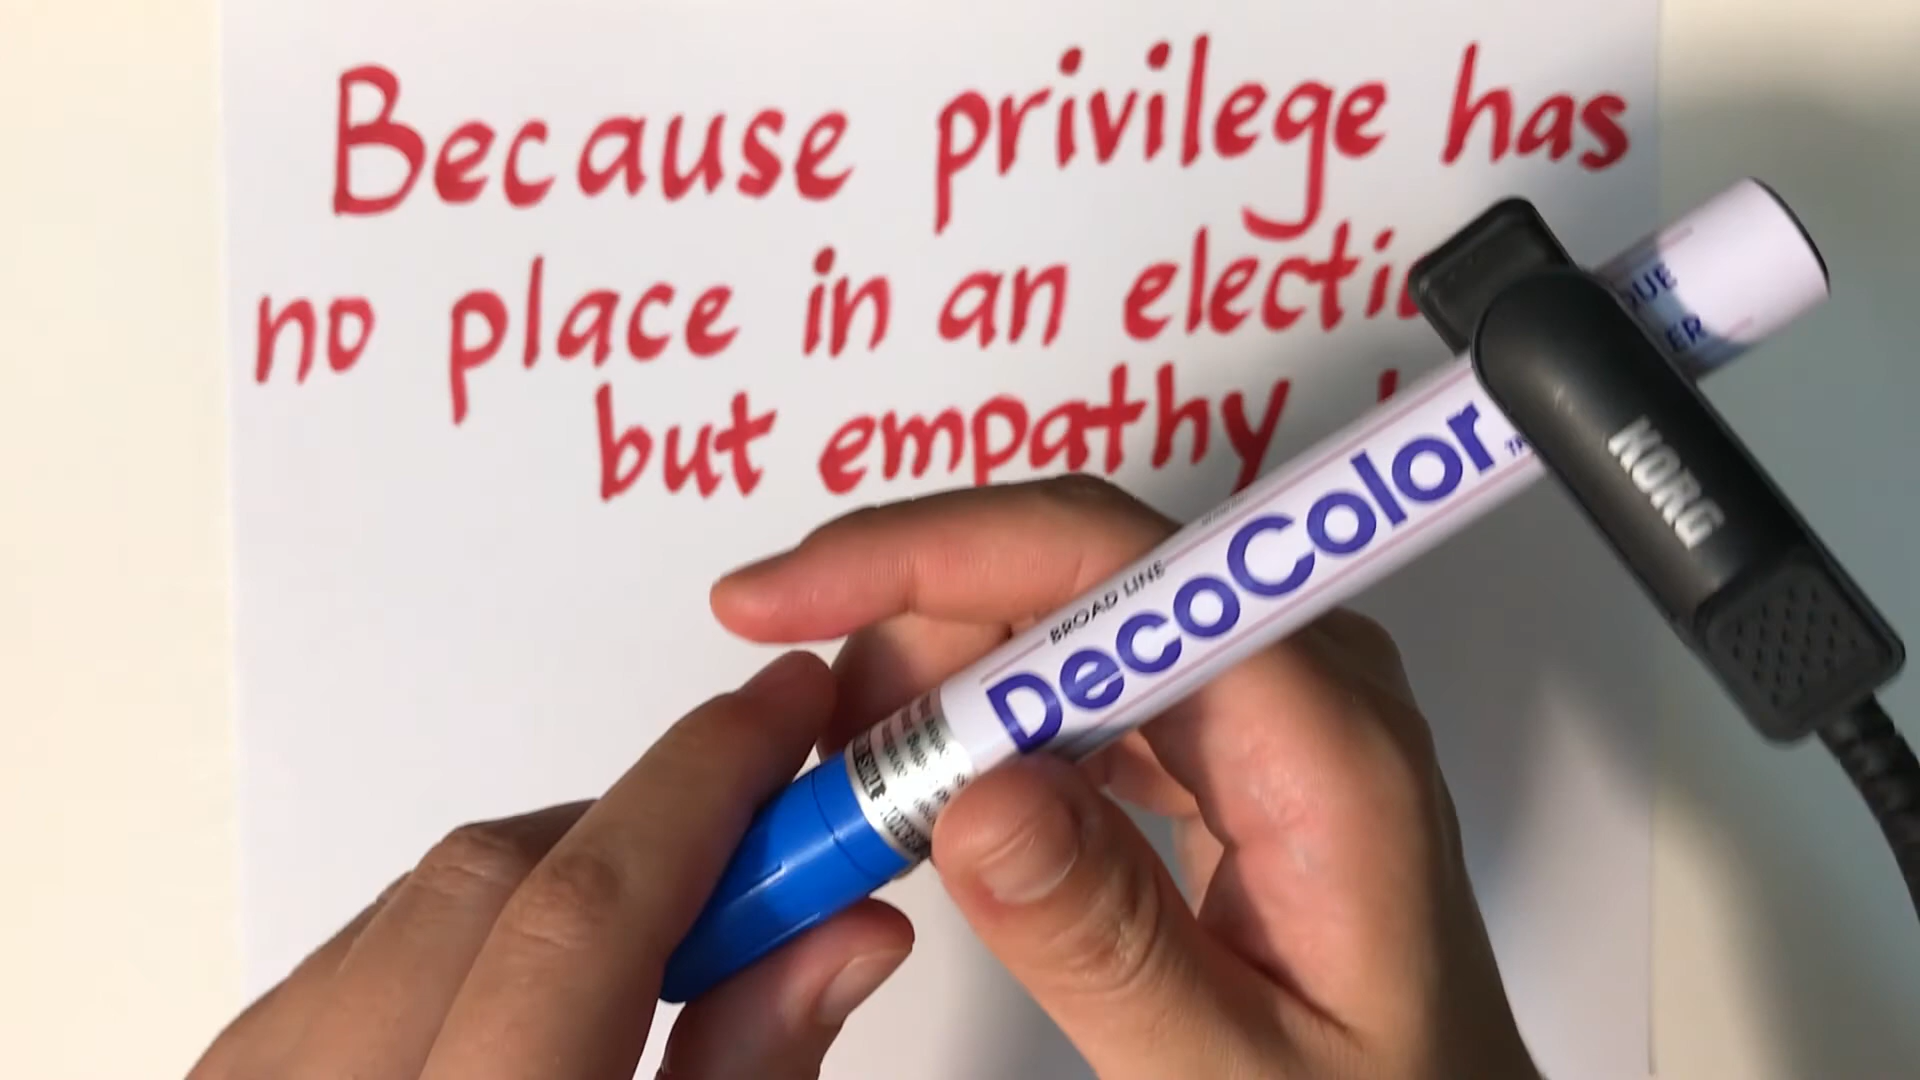 Because privilege has
no place in an electi
but empathy
BROAD LINE
DecoColor
KORG